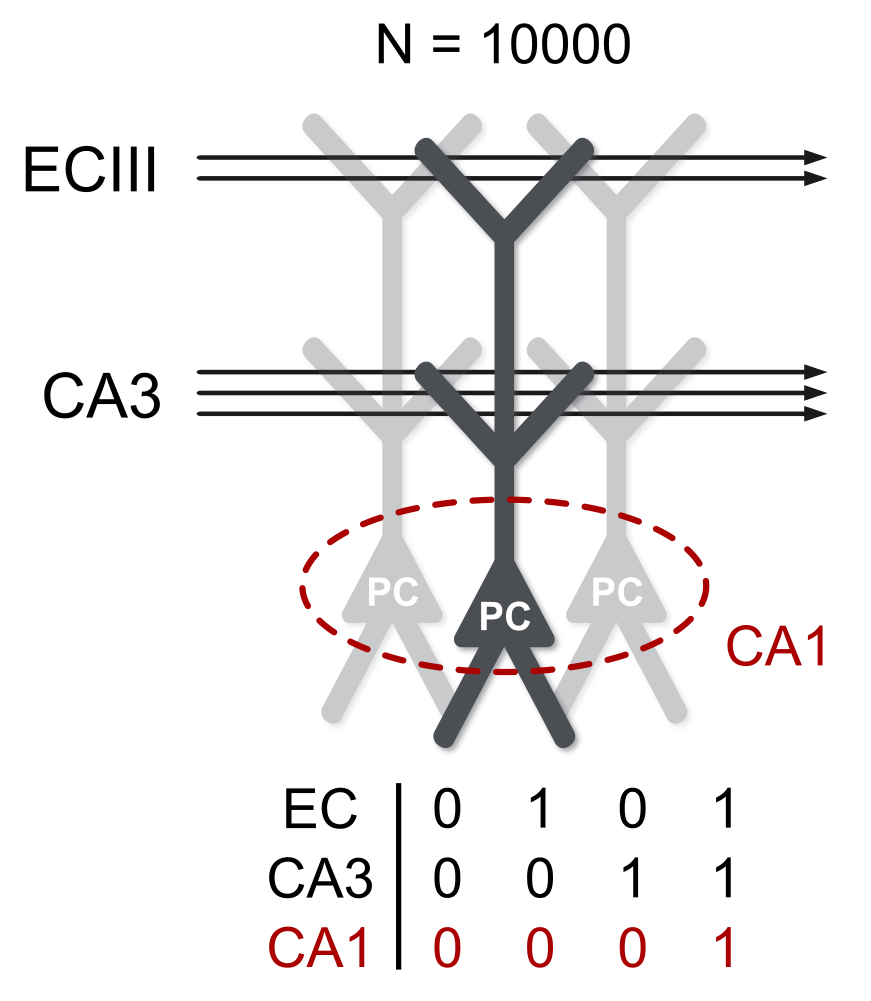 N = 10000
ECIII
CA3
PC PC PC
CA1
EC 0 1 0 1
CA3 0 0 1 1
CA1 0 0 0 1